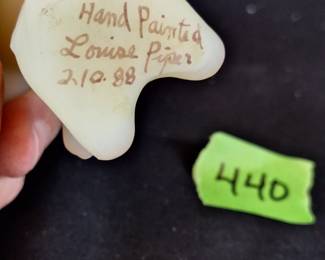 Hand Painted
Louise Piper
2.10.88
440